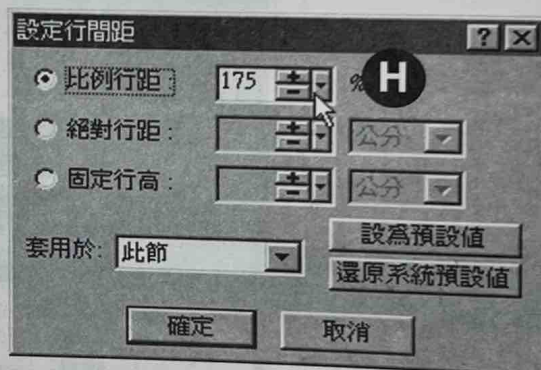 設定行間距
比例行距： 175 % H
絕對行距： 公分
固定行高： 公分
套用於: 此節 設為預設值
還原系統預設值
確定 取消